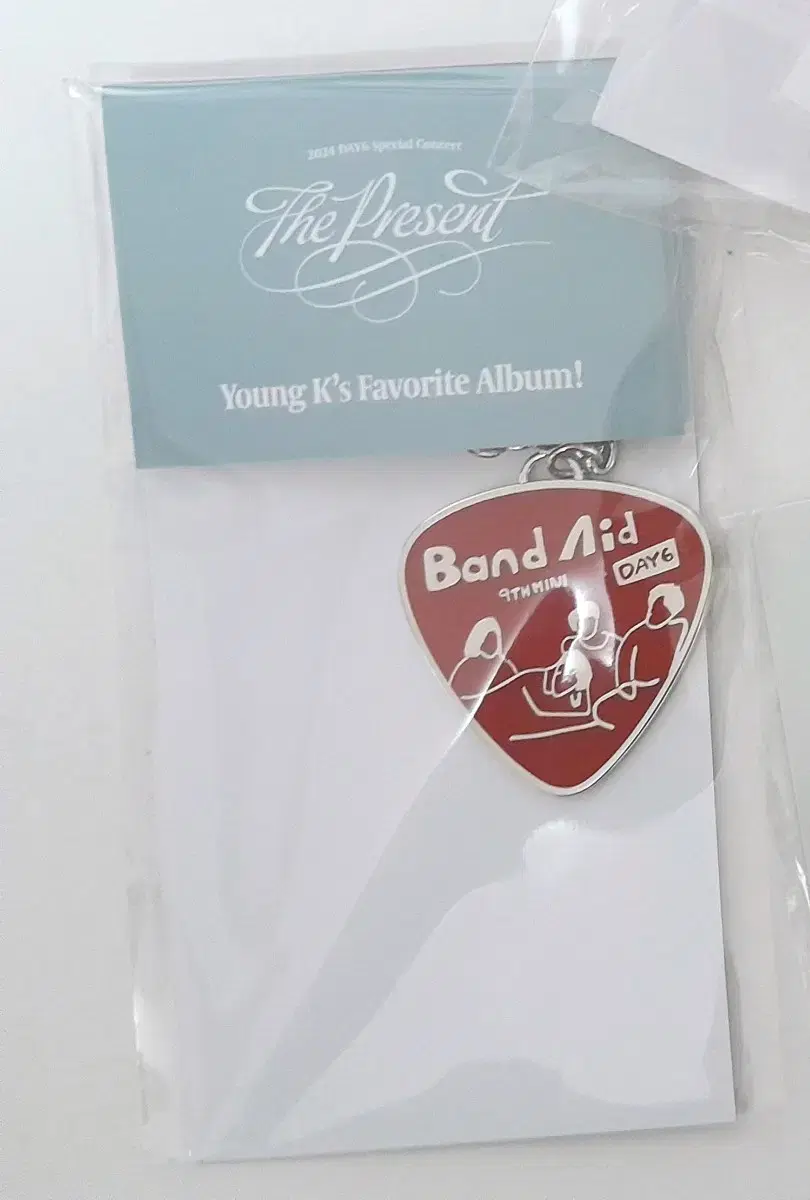 2024 DAY6 Special Concert
The Present
Young K's Favorite Album!
Band Aid
9TH MINI
DAY6